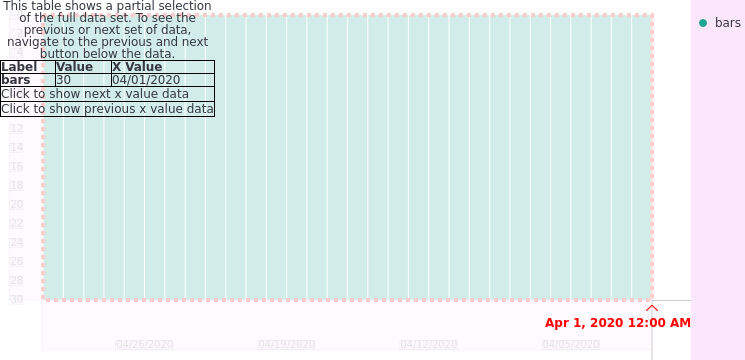 This table shows a partial selection
of the full data set. To see the
previous or next set of data,
navigate to the previous and next
button below the data.
Label Value X Value
bars 30 04/01/2020
Click to show next x value data
Click to show previous x value data
bars
12
14
16
18
20
22
24
26
28
30
Apr 1, 2020 12:00 AM
04/26/2020 04/19/2020 04/12/2020 04/05/2020